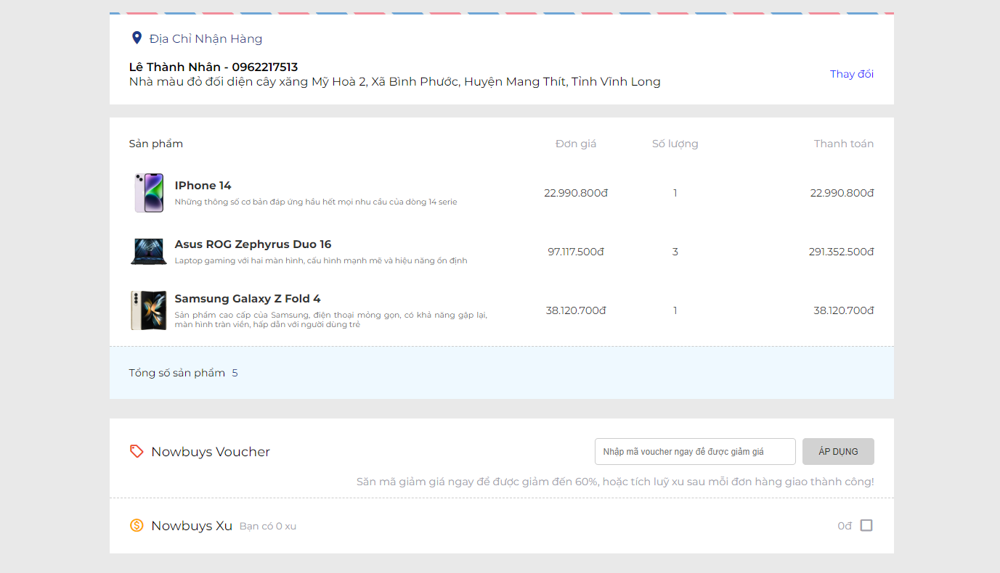 Địa Chỉ Nhận Hàng
Lê Thành Nhân - 0962217513
Nhà màu đỏ đối diện cây xăng Mỹ Hoà 2, Xã Bình Phước, Huyện Mang Thít, Tỉnh Vĩnh Long
Thay đổi
Sản phẩm Đơn giá Số lượng Thanh toán
IPhone 14
Những thông số cơ bản đáp ứng hầu hết mọi nhu cầu của dòng 14 serie
22.990.800đ 1 22.990.800đ
Asus ROG Zephyrus Duo 16
Laptop gaming với hai màn hình, cấu hình mạnh mẽ và hiệu năng ổn định
97.117.500đ 3 291.352.500đ
Samsung Galaxy Z Fold 4
Sản phẩm cao cấp của Samsung, điện thoại mỏng gọn, có khả năng gập lại,
màn hình tràn viền, hấp dẫn với người dùng trẻ
38.120.700đ 1 38.120.700đ
Tổng số sản phẩm 5
Nowbuys Voucher
Nhập mã voucher ngay để được giảm giá
ÁP DỤNG
Săn mã giảm giá ngay để được giảm đến 60%, hoặc tích luỹ xu sau mỗi đơn hàng giao thành công!
Nowbuys Xu Bạn có 0 xu
0đ